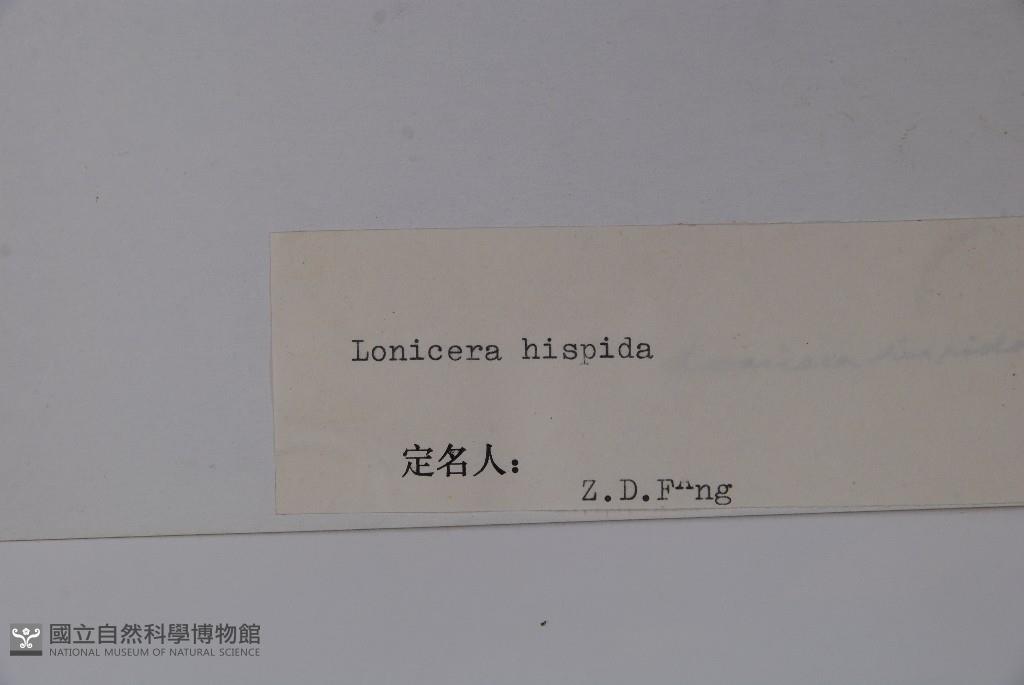 Lonicera hispida
定名人：
Z.D.Fang
國立自然科學博物館
NATIONAL MUSEUM OF NATURAL SCIENCE